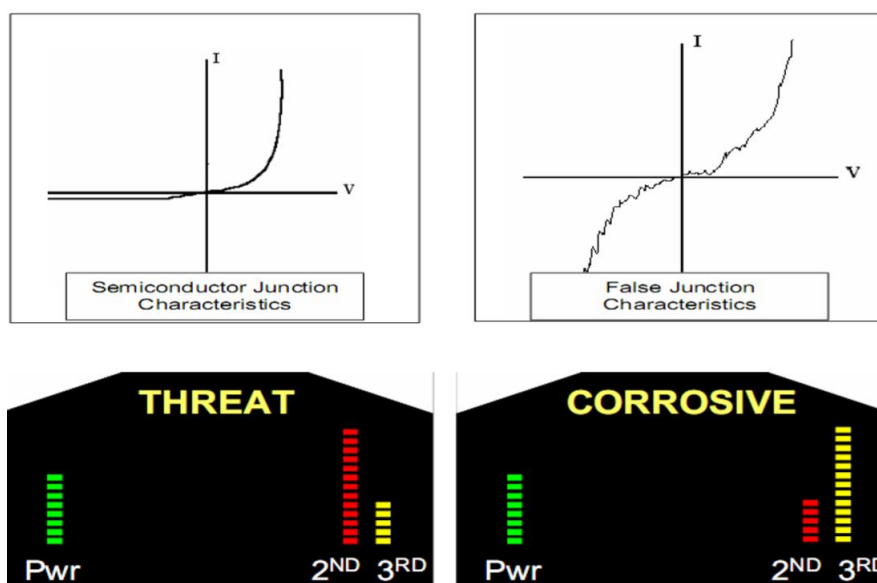 I
V
Semiconductor Junction
Characteristics
I
V
False Junction
Characteristics
THREAT
Pwr
2ND
3RD
CORROSIVE
Pwr
2ND
3RD